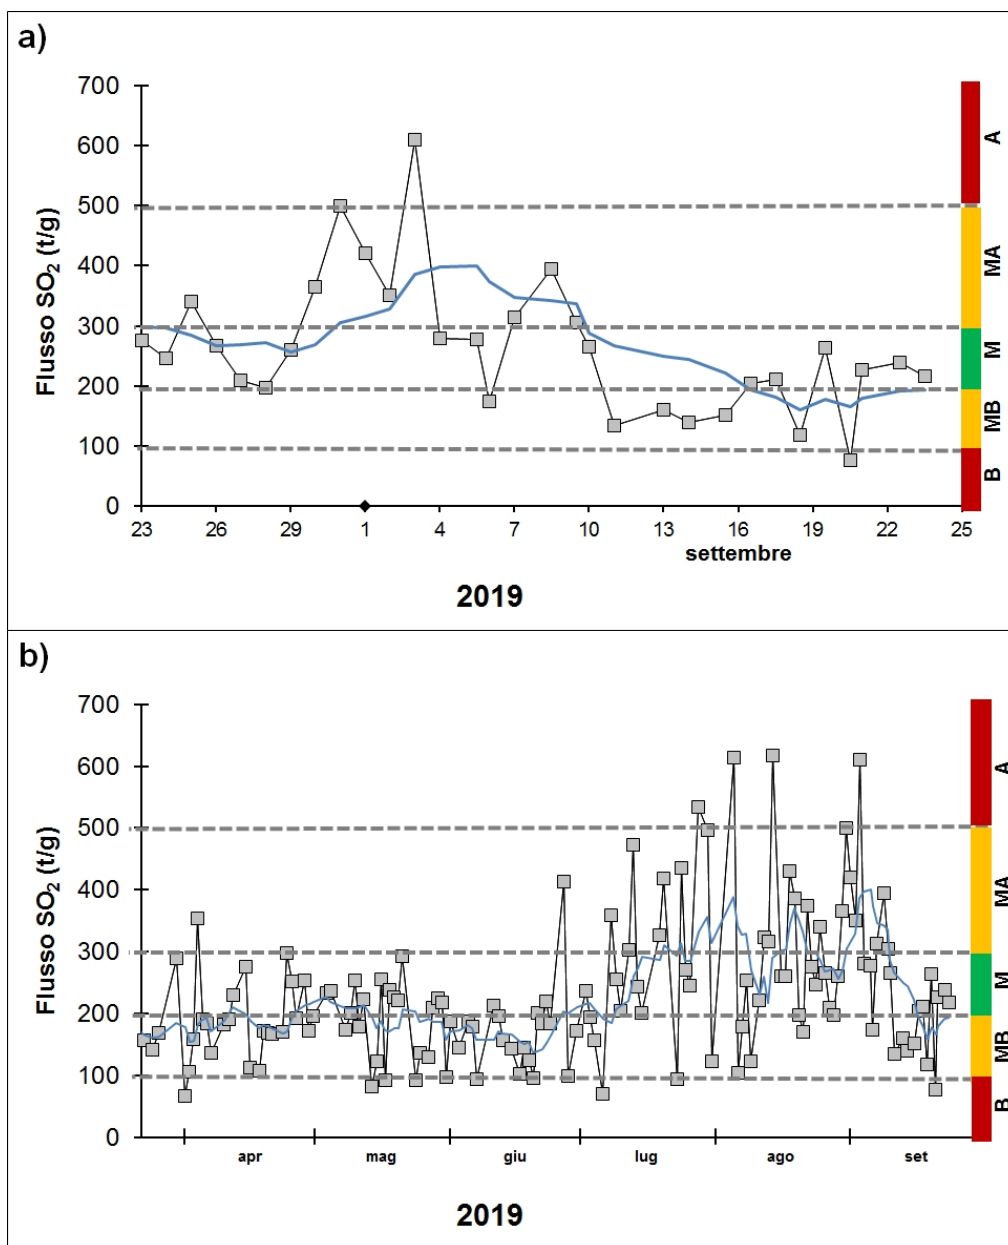 a)
700
600
500
400
300
200
100
0
Flusso SO₂ (t/g)
A
MA
M
MB
B
23 26 29 1 4 7 10 13 16 19 22 25
settembre
2019
b)
700
600
500
400
300
200
100
0
Flusso SO₂ (t/g)
A
MA
M
MB
B
apr mag giu lug ago set
2019